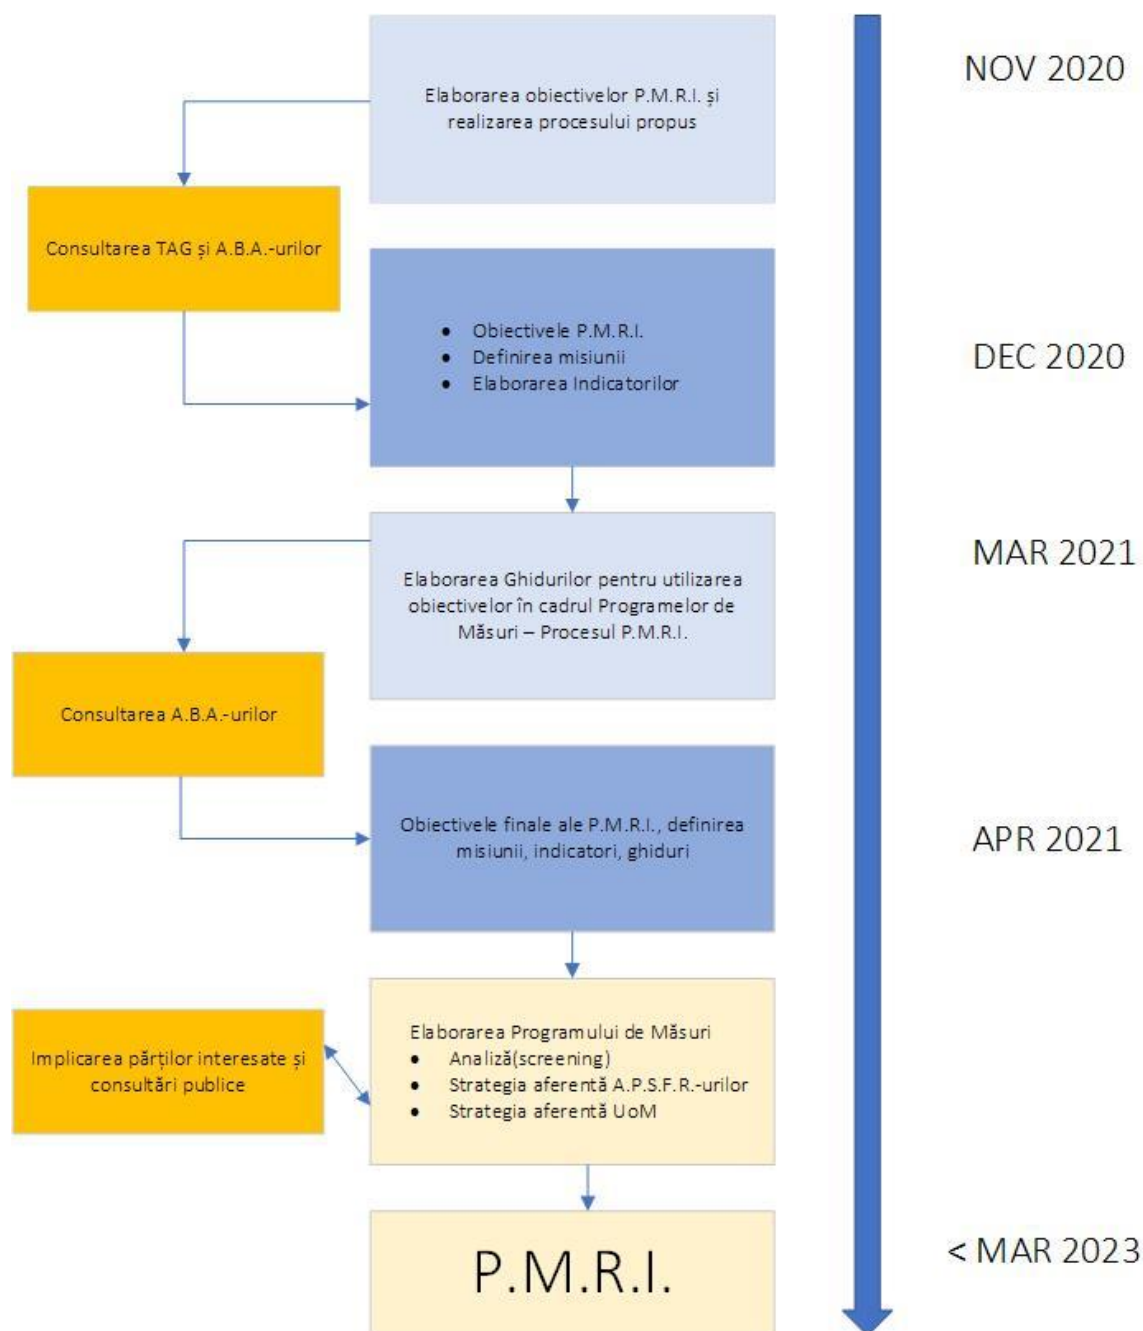 NOV 2020
Elaborarea obiectivelor P.M.R.I. și
realizarea procesului propus
Consultarea TAG și A.B.A.-urilor
• Obiectivele P.M.R.I.
• Definirea misiunii
• Elaborarea Indicatorilor
DEC 2020
MAR 2021
Elaborarea Ghidurilor pentru utilizarea
obiectivelor în cadrul Programelor de
Măsuri – Procesul P.M.R.I.
Consultarea A.B.A.-urilor
Obiectivele finale ale P.M.R.I., definirea
misiunii, indicatori, ghiduri
APR 2021
Elaborarea Programului de Măsuri
• Analiză(screening)
• Strategia aferentă A.P.S.F.R.-urilor
• Strategia aferentă UoM
Implicarea părților interesate și
consultări publice
P.M.R.I.
< MAR 2023